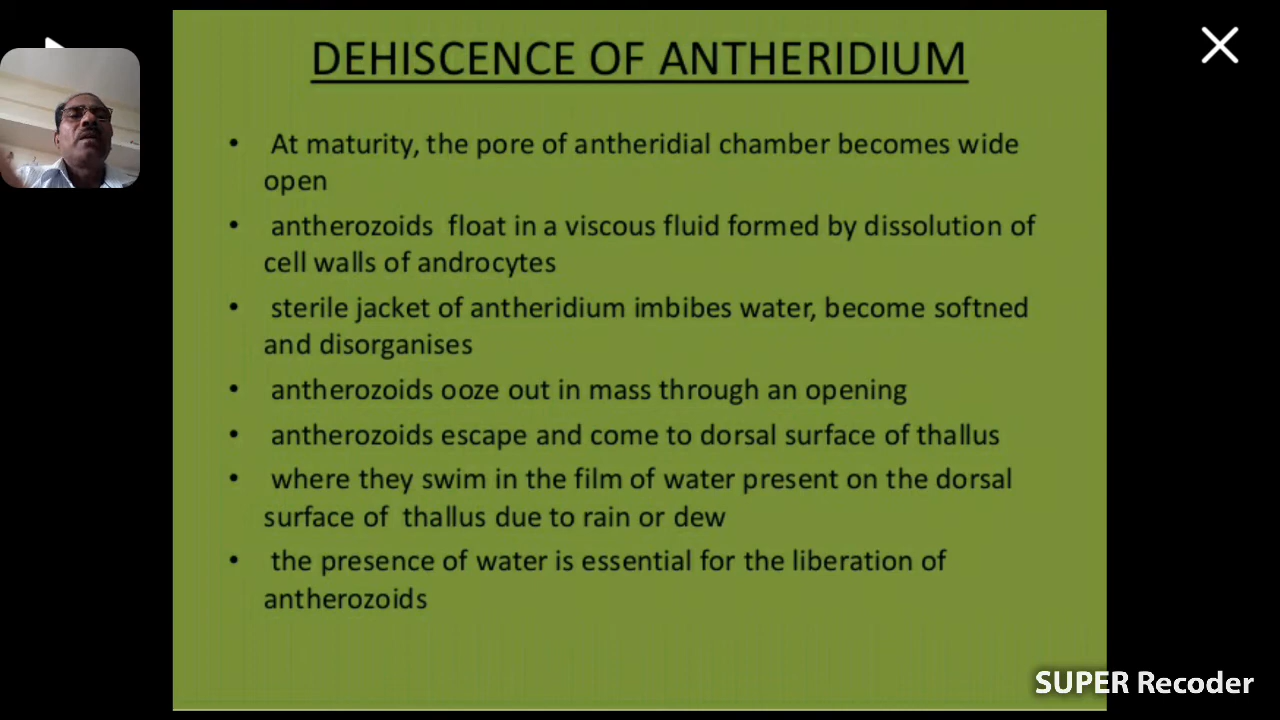 DEHISCENCE OF ANTHERIDIUM
• At maturity, the pore of antheridial chamber becomes wide
open
• antherozoids float in a viscous fluid formed by dissolution of
cell walls of androcytes
• sterile jacket of antheridium imbibes water, become softned
and disorganises
• antherozoids ooze out in mass through an opening
• antherozoids escape and come to dorsal surface of thallus
• where they swim in the film of water present on the dorsal
surface of thallus due to rain or dew
• the presence of water is essential for the liberation of
antherozoids
SUPER Recoder